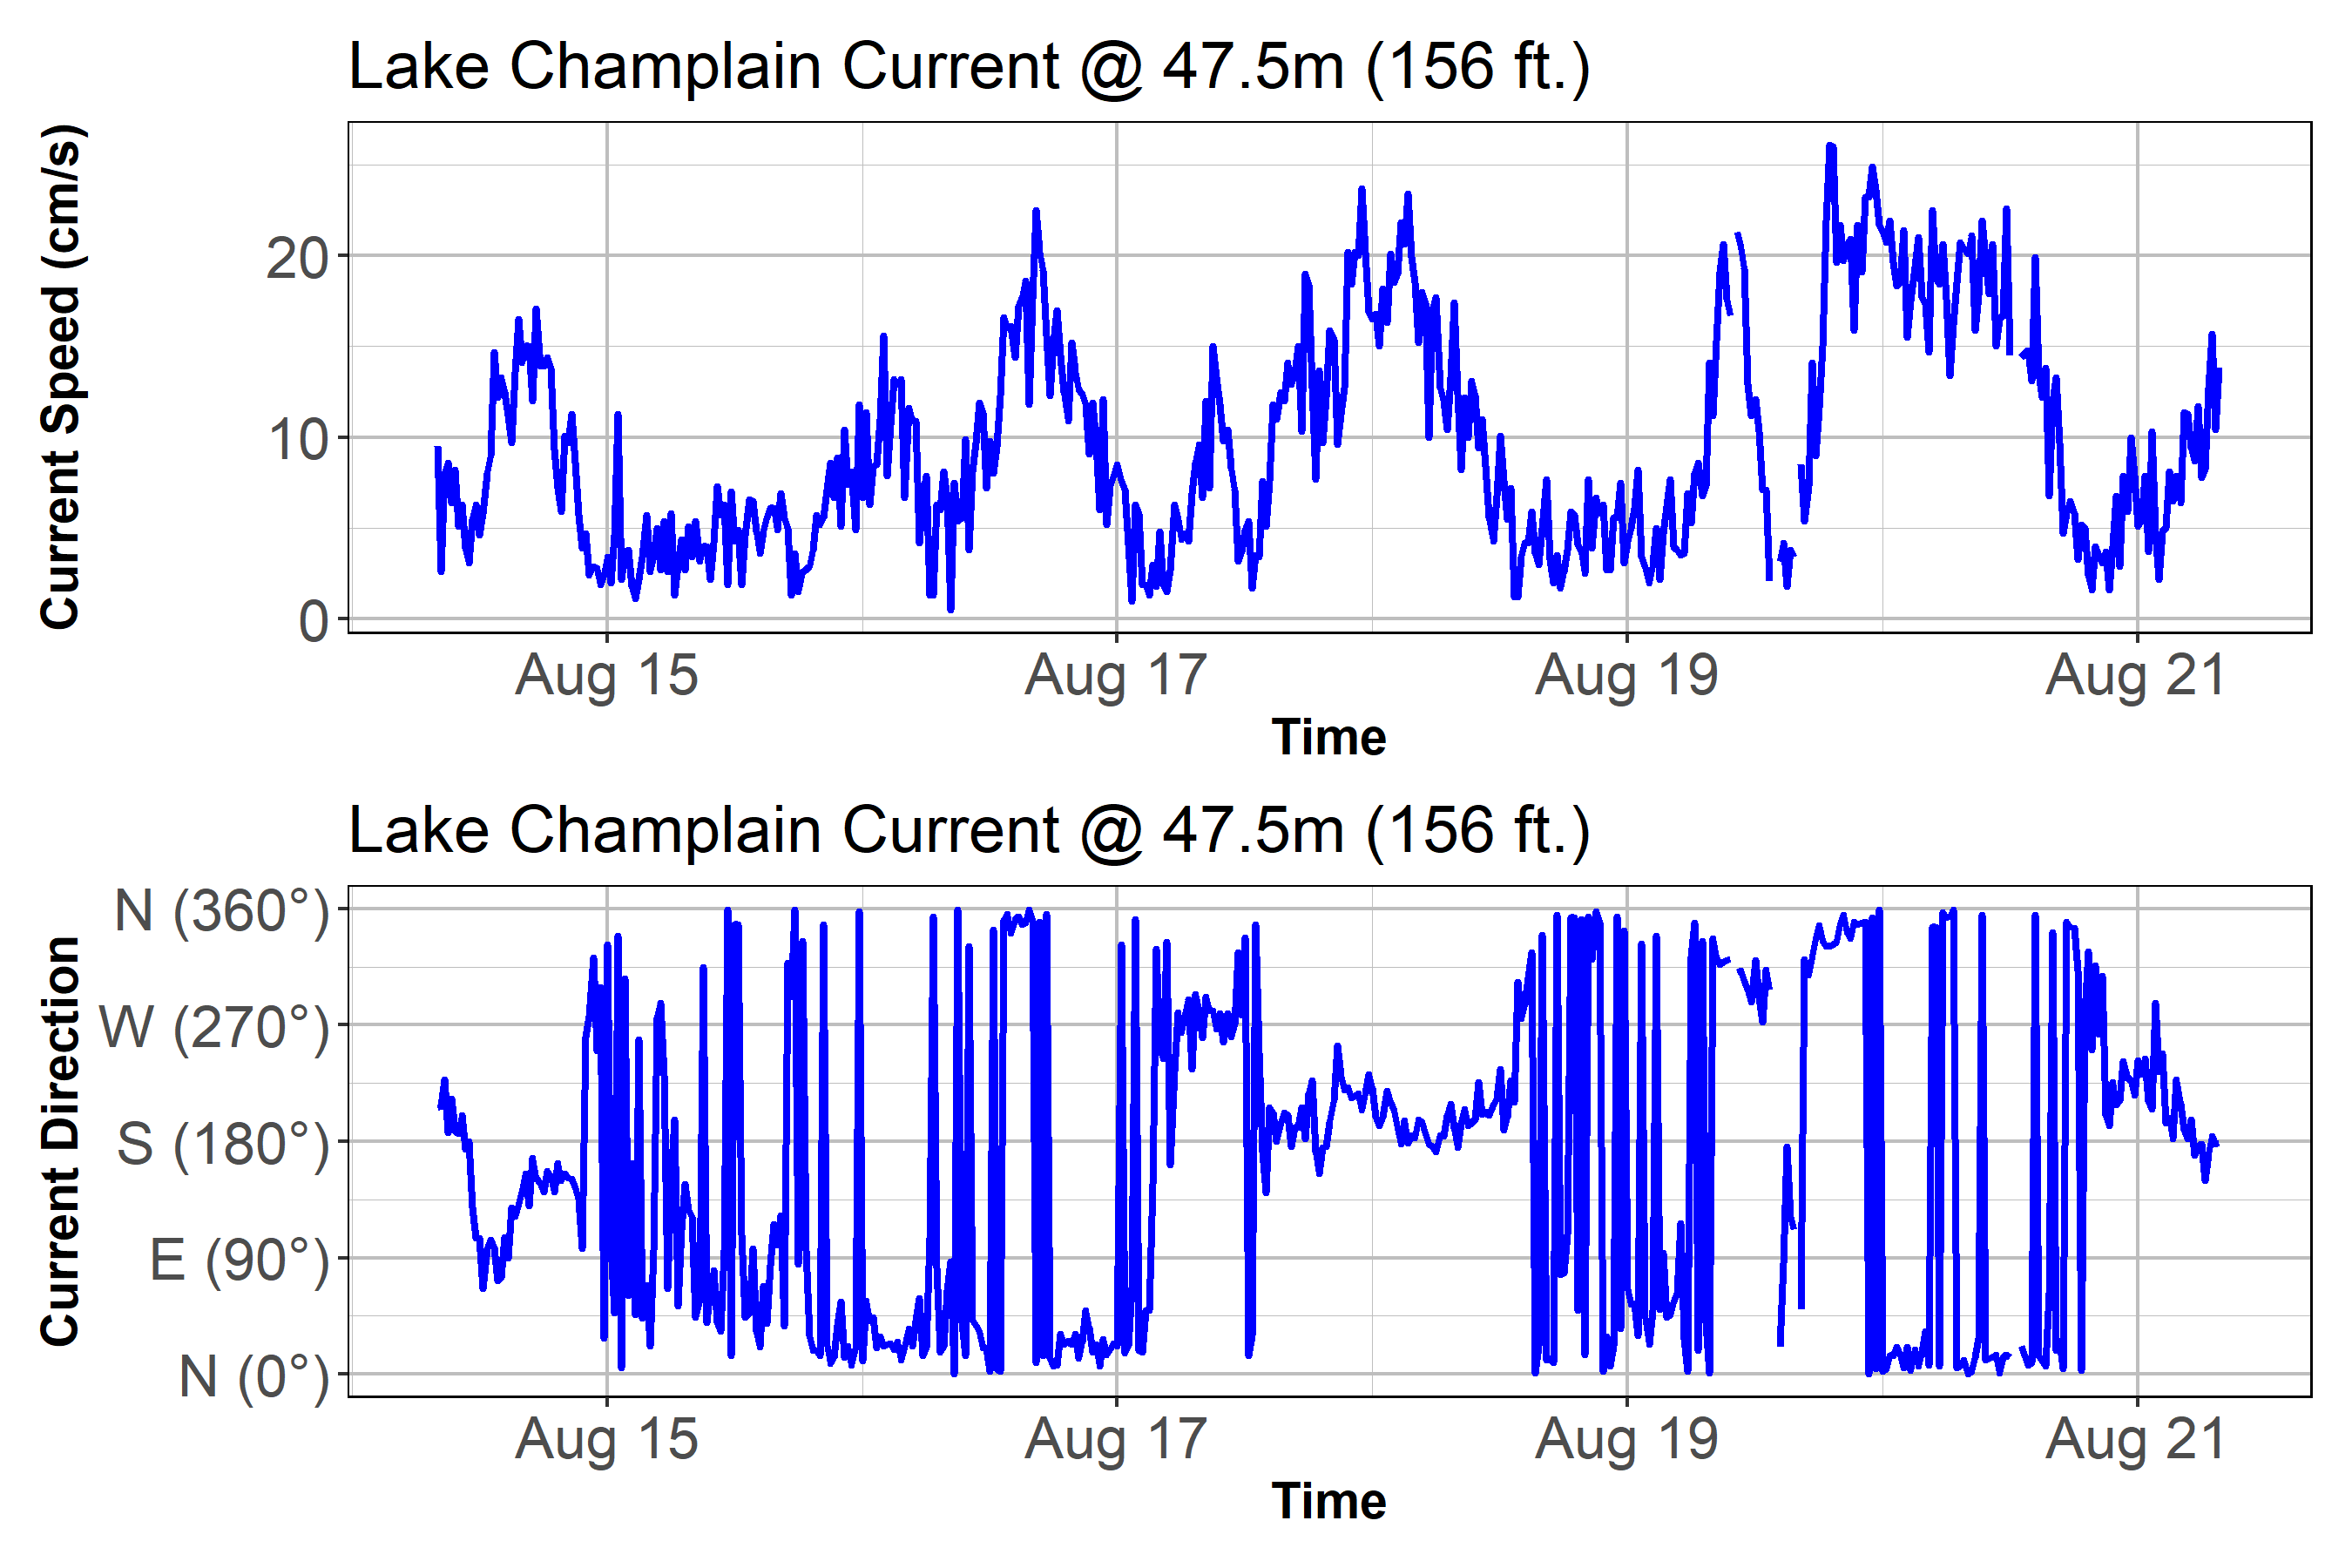 Lake Champlain Current @ 47.5m (156 ft.)
Current Speed (cm/s)
20
10
0
Aug 15 Aug 17 Aug 19 Aug 21
Time
Lake Champlain Current @ 47.5m (156 ft.)
Current Direction
N (360°)
W (270°)
S (180°)
E (90°)
N (0°)
Aug 15 Aug 17 Aug 19 Aug 21
Time